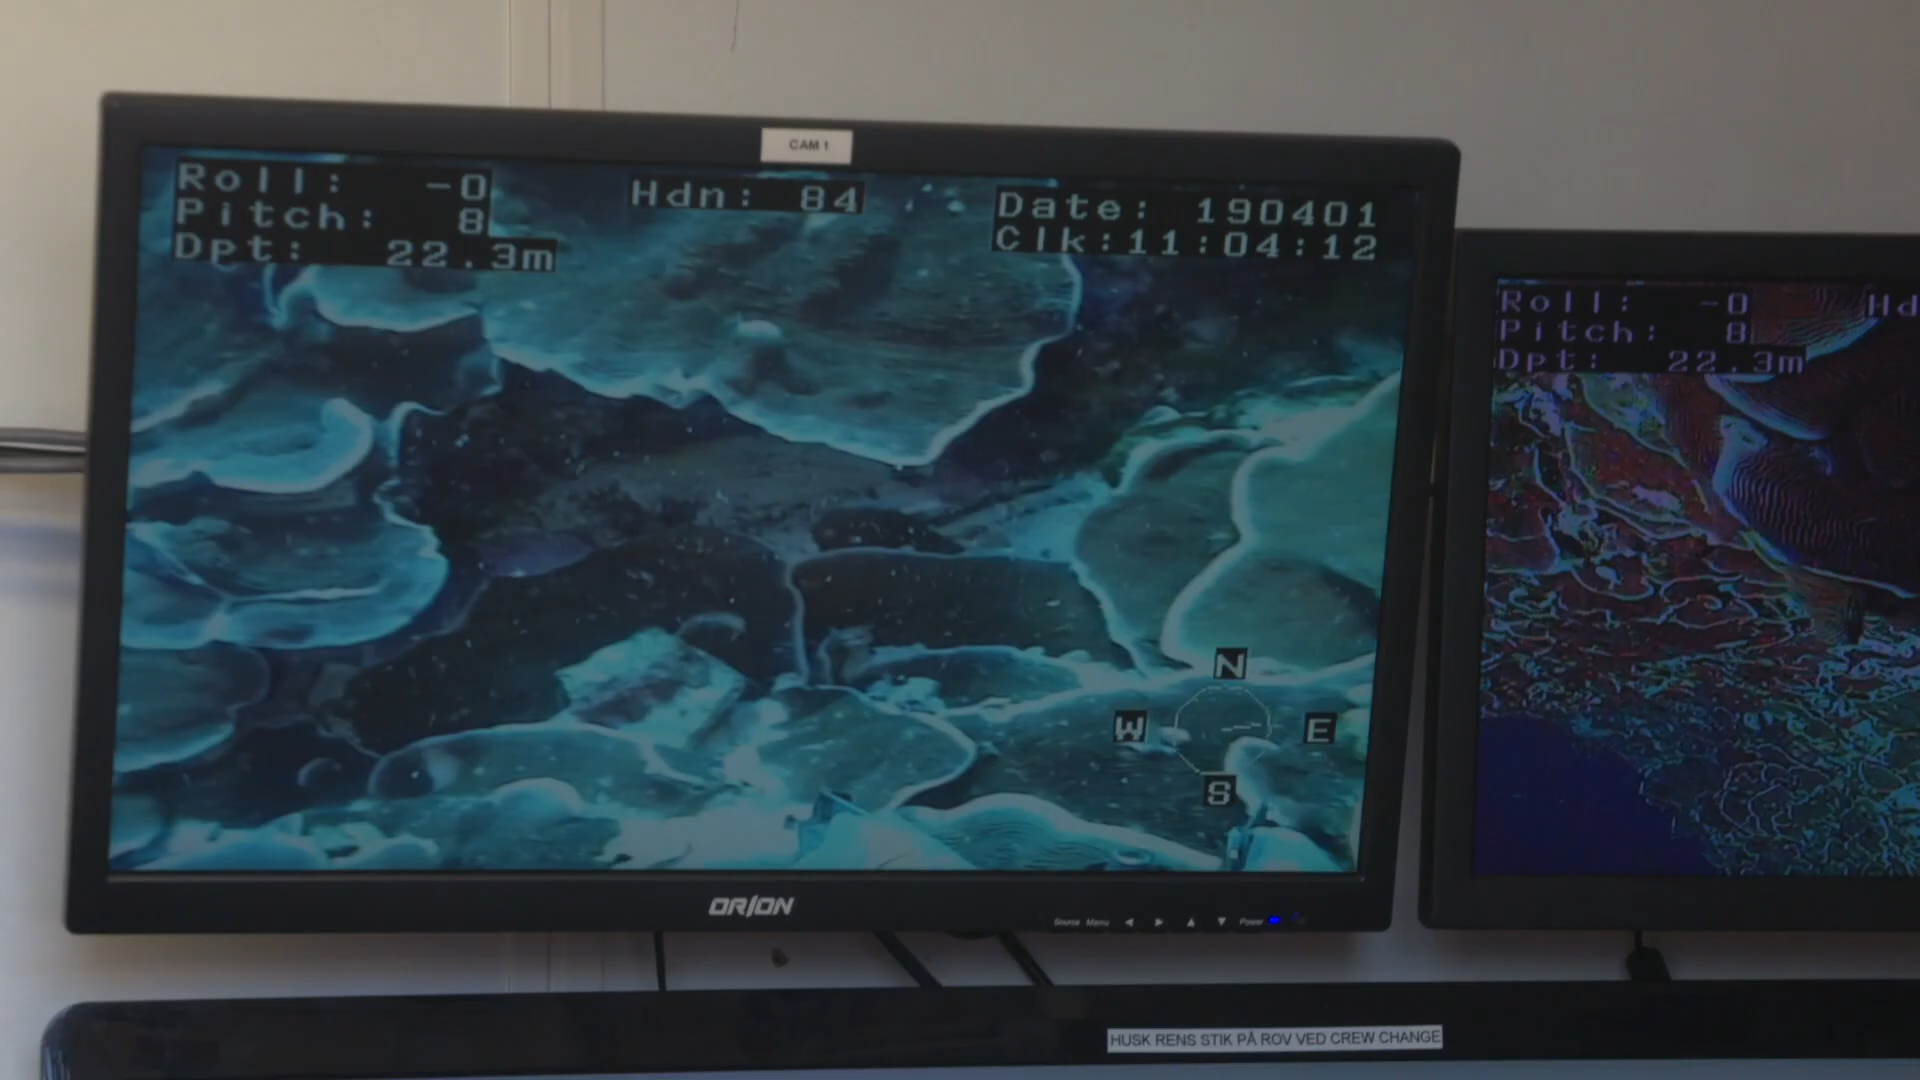 CAM 1
Roll: -0
Pitch: 8
Dpt: 22.3m
Hdn: 84
Date: 190401
Clk:11:04:12
N
W
E
S
ORION
Source Menu Power
Roll: -0
Pitch: 8
Dpt: 22.3m
Hd
HUSK RENS STIK PÅ ROV VED CREW CHANGE